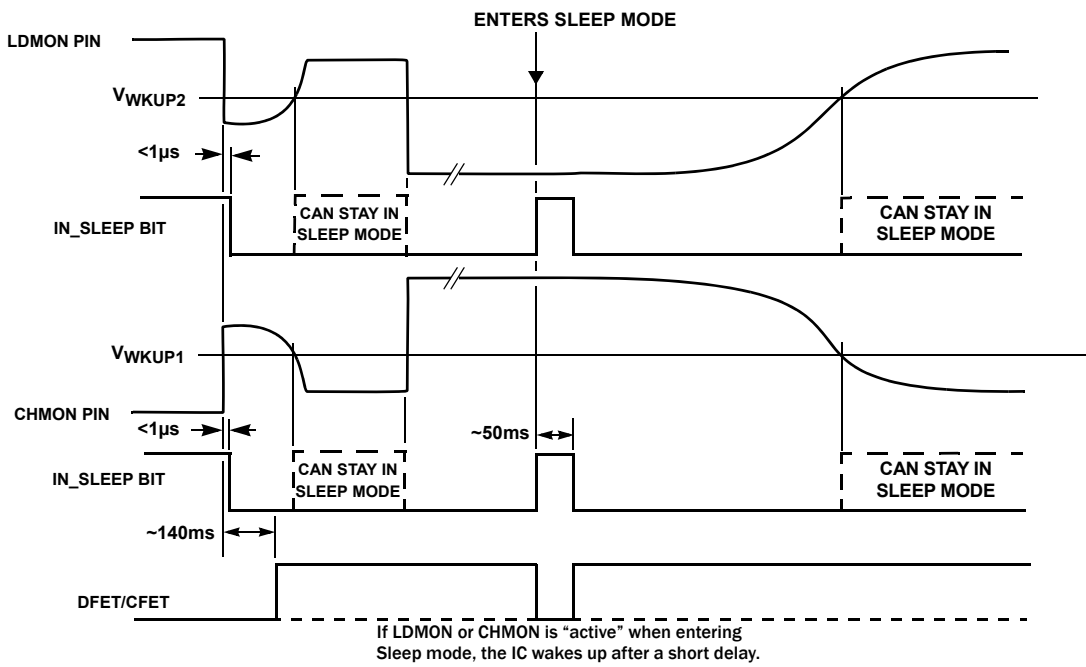 ENTERS SLEEP MODE
LDMON PIN
VWKUP2
<1µs
IN_SLEEP BIT
CAN STAY IN
SLEEP MODE
CAN STAY IN
SLEEP MODE
VWKUP1
CHMON PIN
<1µs
~50ms
IN_SLEEP BIT
CAN STAY IN
SLEEP MODE
CAN STAY IN
SLEEP MODE
~140ms
DFET/CFET
If LDMON or CHMON is “active” when entering
Sleep mode, the IC wakes up after a short delay.